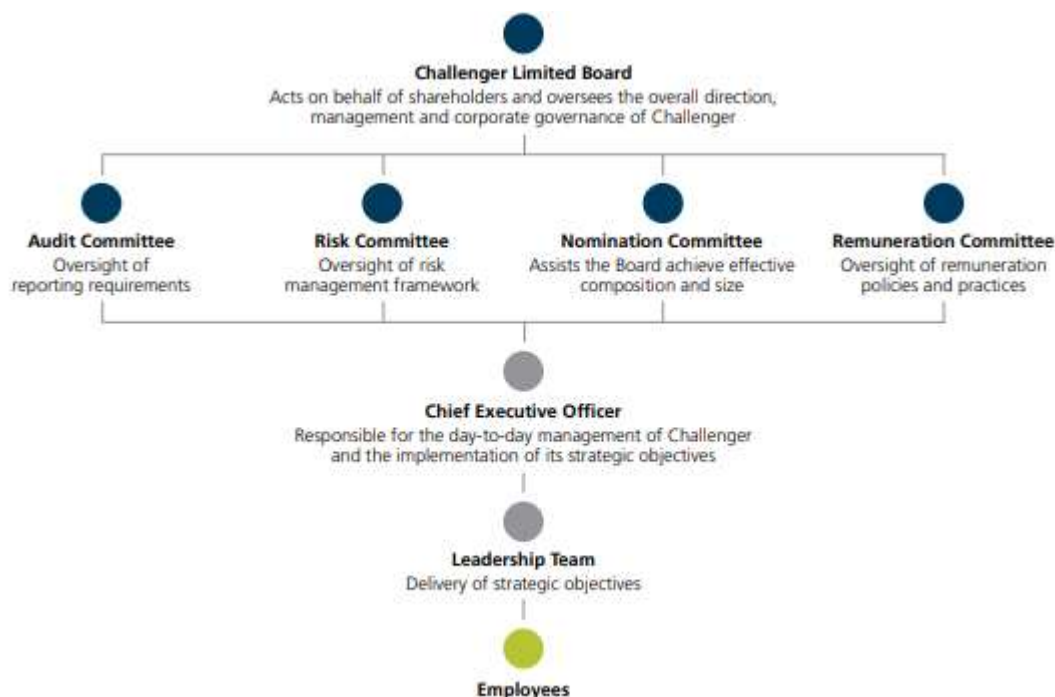 Challenger Limited Board
Acts on behalf of shareholders and oversees the overall direction,
management and corporate governance of Challenger
Audit Committee
Oversight of
reporting requirements
Risk Committee
Oversight of risk
management framework
Nomination Committee
Assists the Board achieve effective
composition and size
Remuneration Committee
Oversight of remuneration
policies and practices
Chief Executive Officer
Responsible for the day-to-day management of Challenger
and the implementation of its strategic objectives
Leadership Team
Delivery of strategic objectives
Employees